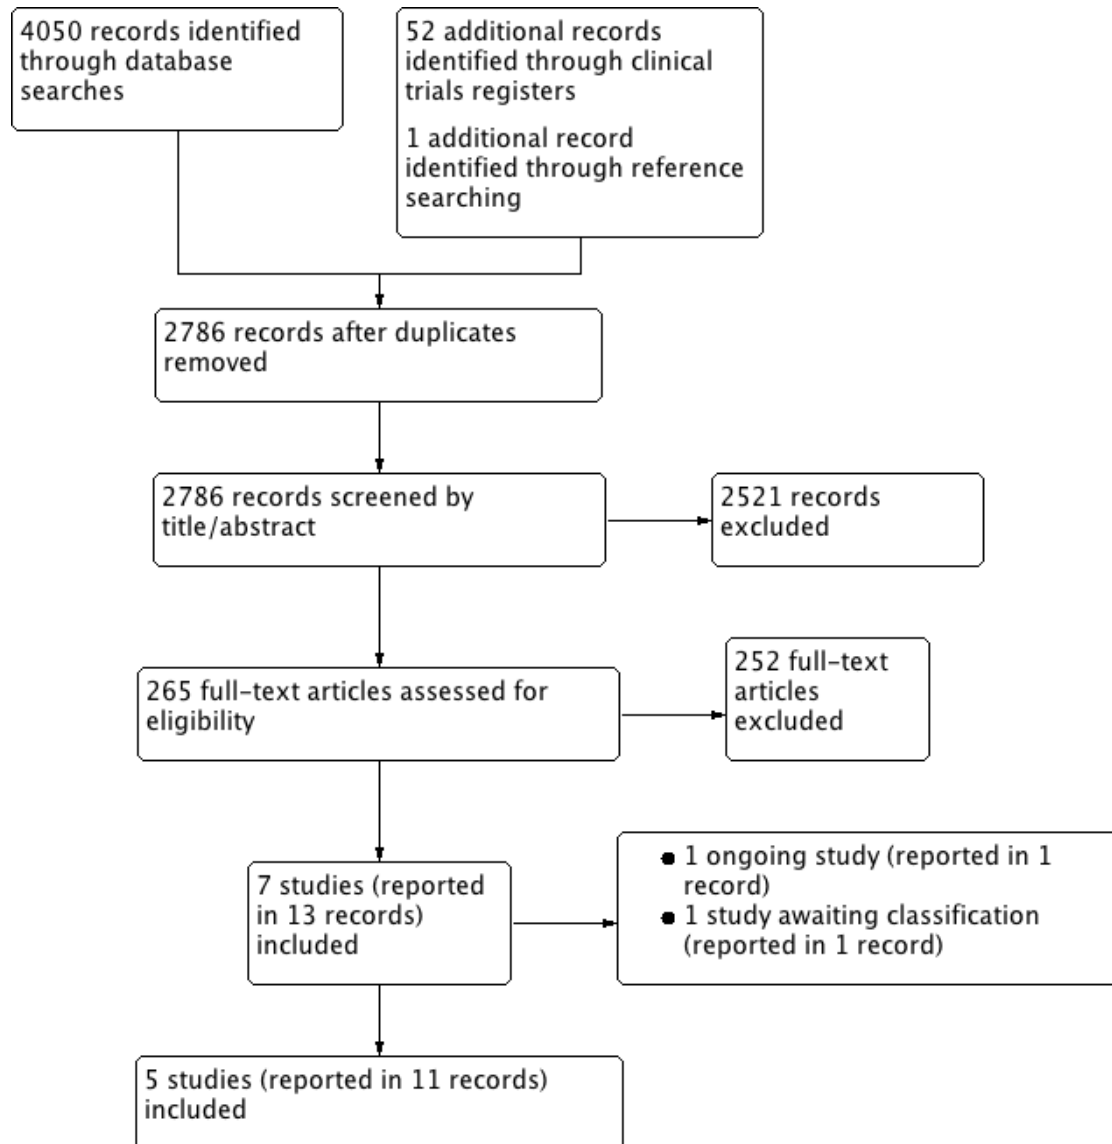 4050 records identified
through database
searches
52 additional records
identified through clinical
trials registers
1 additional record
identified through reference
searching
2786 records after duplicates
removed
2786 records screened by
title/abstract
2521 records
excluded
265 full-text articles assessed for
eligibility
252 full-text
articles
excluded
7 studies (reported
in 13 records)
included
● 1 ongoing study (reported in 1
record)
● 1 study awaiting classification
(reported in 1 record)
5 studies (reported in 11 records)
included